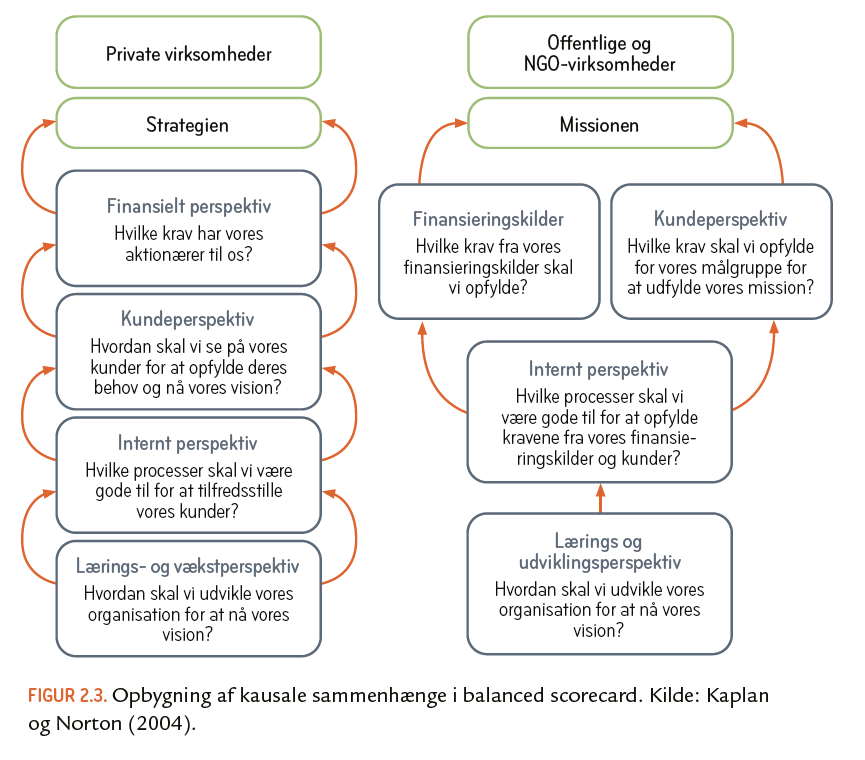 Private virksomheder
Strategien
Finansielt perspektiv
Hvilke krav har vores
aktionærer til os?
Kundeperspektiv
Hvordan skal vi se på vores
kunder for at opfylde deres
behov og nå vores vision?
Internt perspektiv
Hvilke processer skal vi være
gode til for at tilfredsstille
vores kunder?
Lærings- og vækstperspektiv
Hvordan skal vi udvikle vores
organisation for at nå vores
vision?
Offentlige og
NGO-virksomheder
Missionen
Finansieringskilder
Hvilke krav fra vores
finansieringskilder skal
vi opfylde?
Kundeperspektiv
Hvilke krav skal vi opfylde
for vores målgruppe for
at udfylde vores mission?
Internt perspektiv
Hvilke processer skal vi
være gode til for at opfylde
kravene fra vores finansie-
ringskilder og kunder?
Lærings og
udviklingsperspektiv
Hvordan skal vi udvikle vores
organisation for at nå vores
vision?
FIGUR 2.3. Opbygning af kausale sammenhænge i balanced scorecard. Kilde: Kaplan
og Norton (2004).